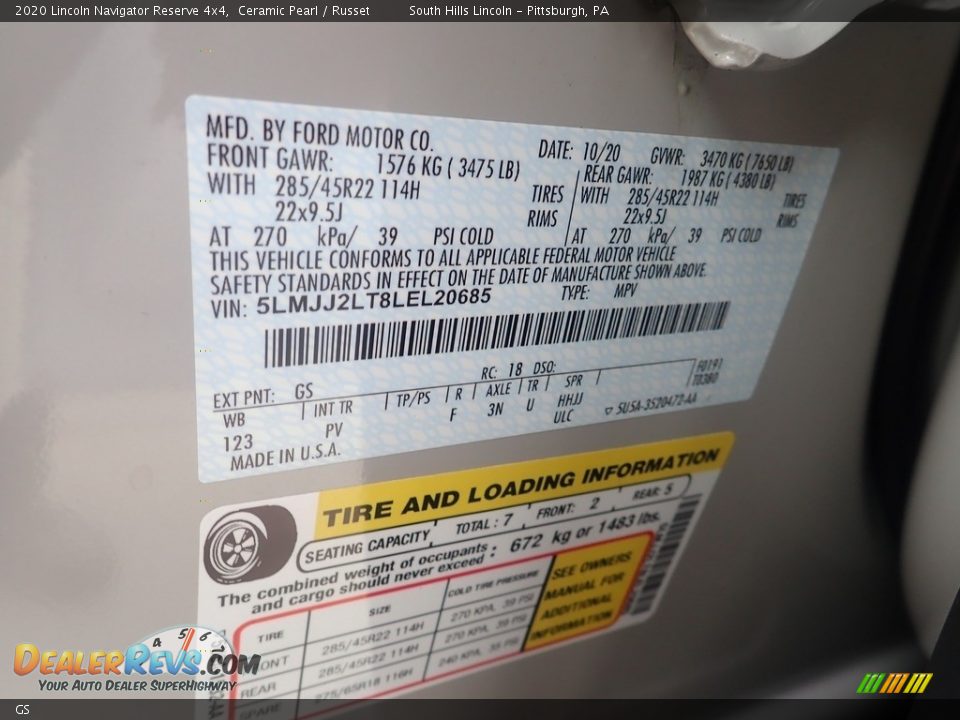 2020 Lincoln Navigator Reserve 4x4, Ceramic Pearl / Russet South Hills Lincoln - Pittsburgh, PA
MFD. BY FORD MOTOR CO. DATE: 10/20 GVWR: 3470 KG ( 7650 LB)
FRONT GAWR: 1576 KG ( 3475 LB) REAR GAWR: 1987 KG ( 4380 LB)
WITH 285/45R22 114H TIRES WITH 285/45R22 114H TIRES
22x9.5J RIMS 22x9.5J RIMS
AT 270 kPa/ 39 PSI COLD AT 270 kPa/ 39 PSI COLD
THIS VEHICLE CONFORMS TO ALL APPLICABLE FEDERAL MOTOR VEHICLE
SAFETY STANDARDS IN EFFECT ON THE DATE OF MANUFACTURE SHOWN ABOVE.
VIN: 5LMJJ2LT8LEL20685 TYPE: MPV
EXT PNT: GS RC: 18 DSO:
WB INT TR TP/PS R AXLE TR SPR
123 PV F 3N U HHJJ
ULC
MADE IN U.S.A.
TIRE AND LOADING INFORMATION
SEATING CAPACITY TOTAL : 7 FRONT: 2 REAR: 5
The combined weight of occupants
and cargo should never exceed : 672 kg or 1483 lbs.
TIRE SIZE COLD TIRE PRESSURE
FRONT 285/45R22 114H 270 KPA, 39 PSI
REAR 285/45R22 114H 270 KPA, 39 PSI
SPARE 275/65R18 116H 240 KPA, 35 PSI
SEE OWNERS
MANUAL FOR
ADDITIONAL
INFORMATION
4 5 6
DEALERREVS.COM
YOUR AUTO DEALER SUPERHIGHWAY
GS